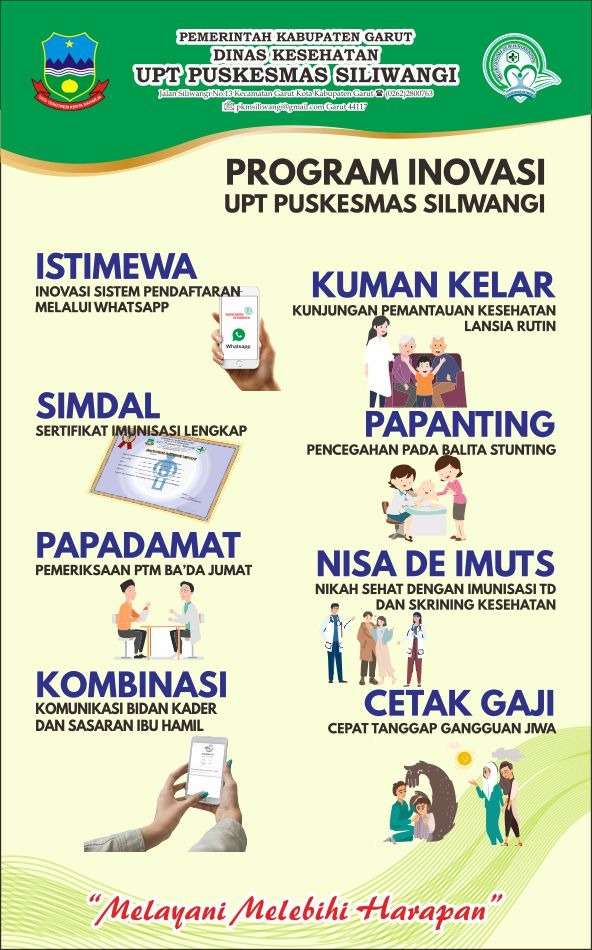 PEMERINTAH KABUPATEN GARUT
DINAS KESEHATAN
UPT PUSKESMAS SILIWANGI
Jalan Siliwangi No.13 Kecamatan Garut Kota Kabupaten Garut ☎ (0262)2800763
pkmsiliwangi@gmail.com Garut 44117
PROGRAM INOVASI
UPT PUSKESMAS SILIWANGI
ISTIMEWA
INOVASI SISTEM PENDAFTARAN
MELALUI WHATSAPP
Whatsapp
KUMAN KELAR
KUNJUNGAN PEMANTAUAN KESEHATAN
LANSIA RUTIN
SIMDAL
SERTIFIKAT IMUNISASI LENGKAP
PAPANTING
PENCEGAHAN PADA BALITA STUNTING
PAPADAMAT
PEMERIKSAAN PTM BA'DA JUMAT
NISA DE IMUTS
NIKAH SEHAT DENGAN IMUNISASI TD
DAN SKRINING KESEHATAN
KOMBINASI
KOMUNIKASI BIDAN KADER
DAN SASARAN IBU HAMIL
CETAK GAJI
CEPAT TANGGAP GANGGUAN JIWA
"Melayani Melebihi Harapan"